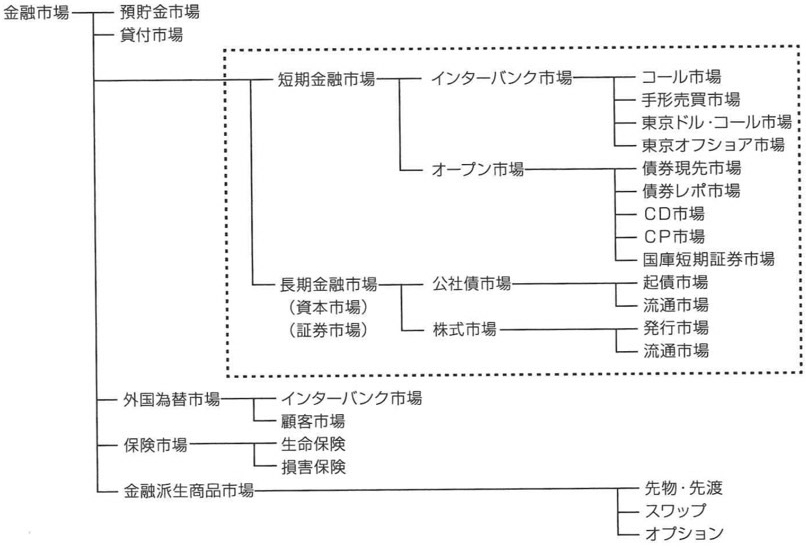 金融市場
預貯金市場
貸付市場
短期金融市場
インターバンク市場
コール市場
手形売買市場
東京ドル・コール市場
東京オフショア市場
オープン市場
債券現先市場
債券レポ市場
CD市場
CP市場
国庫短期証券市場
長期金融市場
(資本市場)
(証券市場)
公社債市場
起債市場
流通市場
株式市場
発行市場
流通市場
外国為替市場
インターバンク市場
顧客市場
保険市場
生命保険
損害保険
金融派生商品市場
先物・先渡
スワップ
オプション